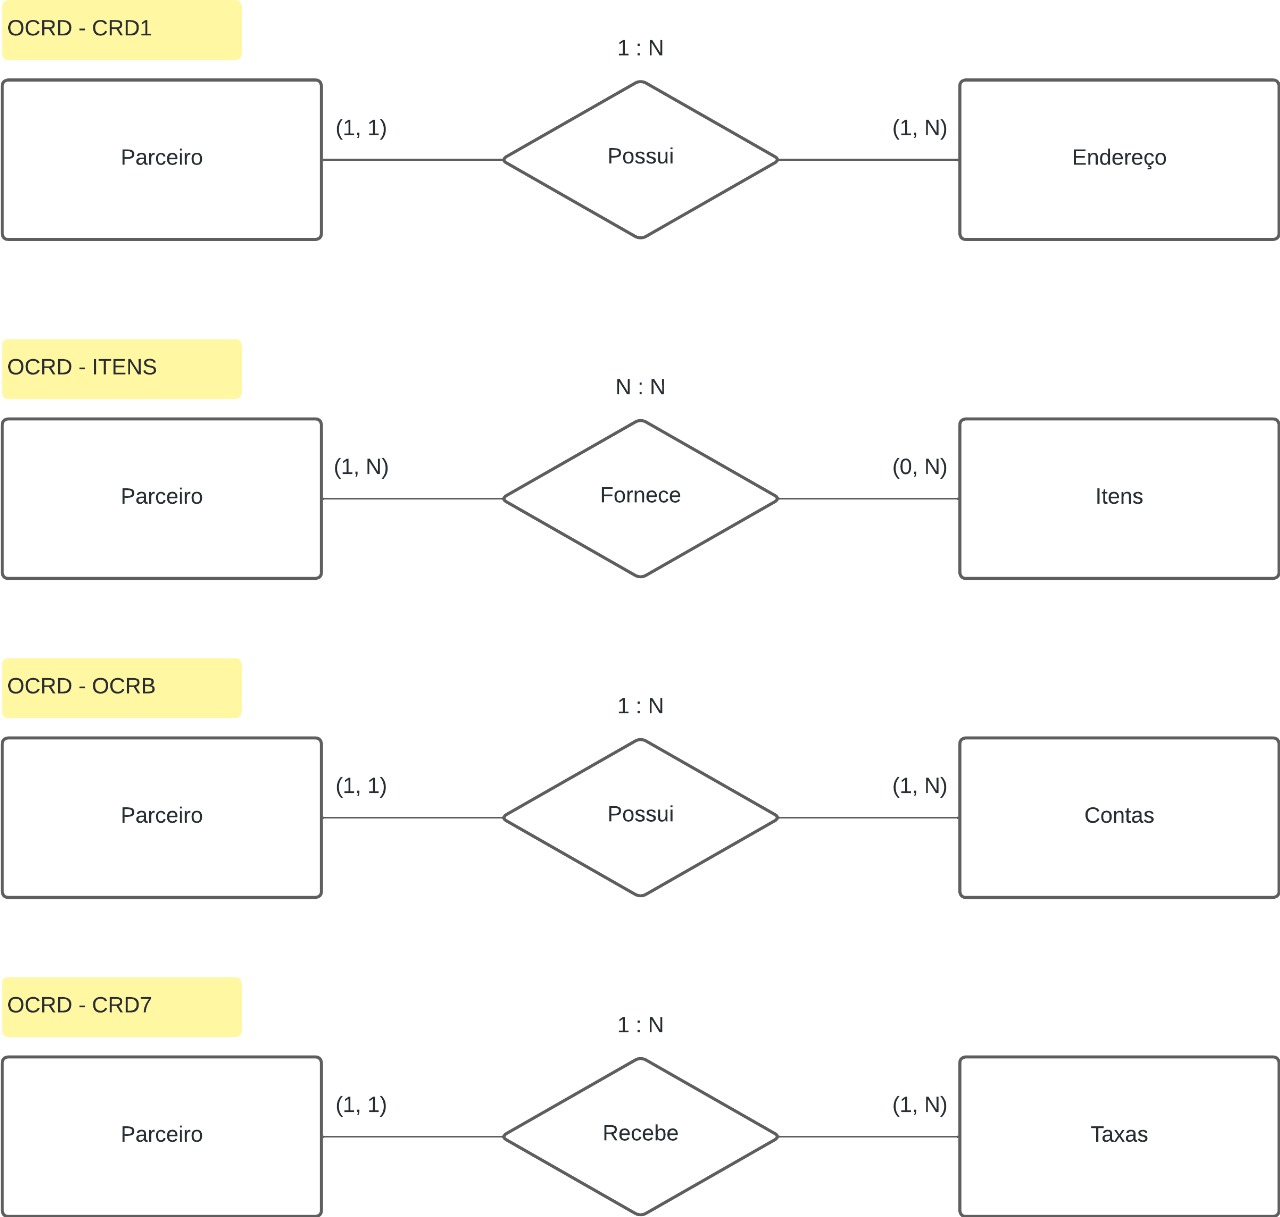 OCRD - CRD1
1 : N
Parceiro
(1, 1)
Possui
(1, N)
Endereço
OCRD - ITENS
N : N
Parceiro
(1, N)
Fornece
(0, N)
Itens
OCRD - OCRB
1 : N
Parceiro
(1, 1)
Possui
(1, N)
Contas
OCRD - CRD7
1 : N
Parceiro
(1, 1)
Recebe
(1, N)
Taxas